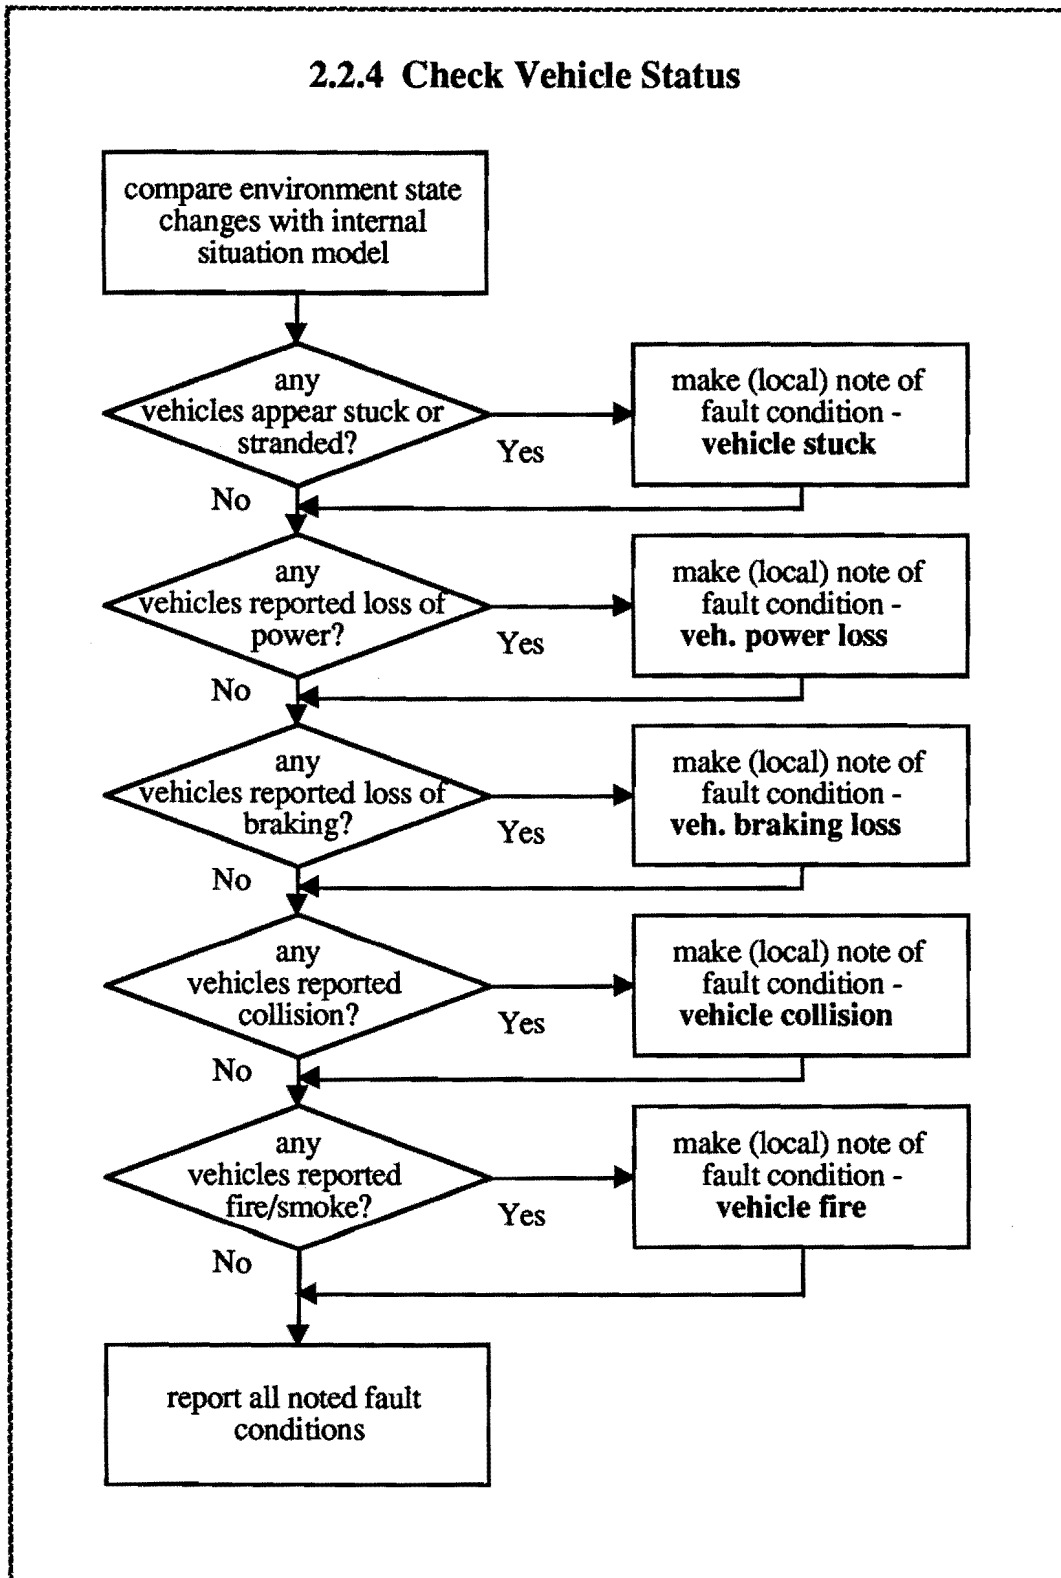 2.2.4 Check Vehicle Status
compare environment state
changes with internal
situation model
any
vehicles appear stuck or
stranded?
Yes
No
make (local) note of
fault condition -
vehicle stuck
any
vehicles reported loss of
power?
Yes
No
make (local) note of
fault condition -
veh. power loss
any
vehicles reported loss of
braking?
Yes
No
make (local) note of
fault condition -
veh. braking loss
any
vehicles reported
collision?
Yes
No
make (local) note of
fault condition -
vehicle collision
any
vehicles reported
fire/smoke?
Yes
No
make (local) note of
fault condition -
vehicle fire
report all noted fault
conditions